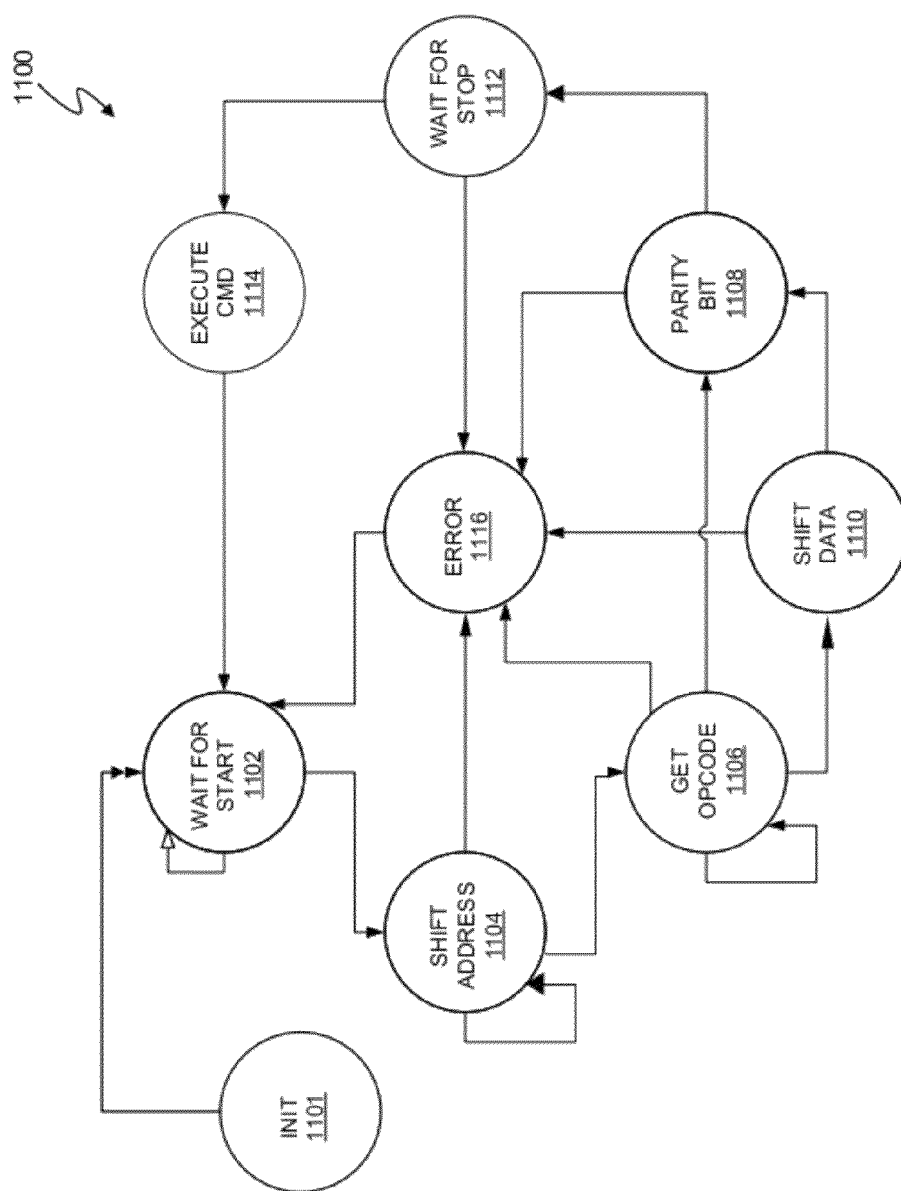 1100
INIT
1101
WAIT FOR
START
1102
EXECUTE
CMD
1114
SHIFT
ADDRESS
1104
ERROR
1116
WAIT FOR
STOP
1112
GET
OPCODE
1106
PARITY
BIT
1108
SHIFT
DATA
1110